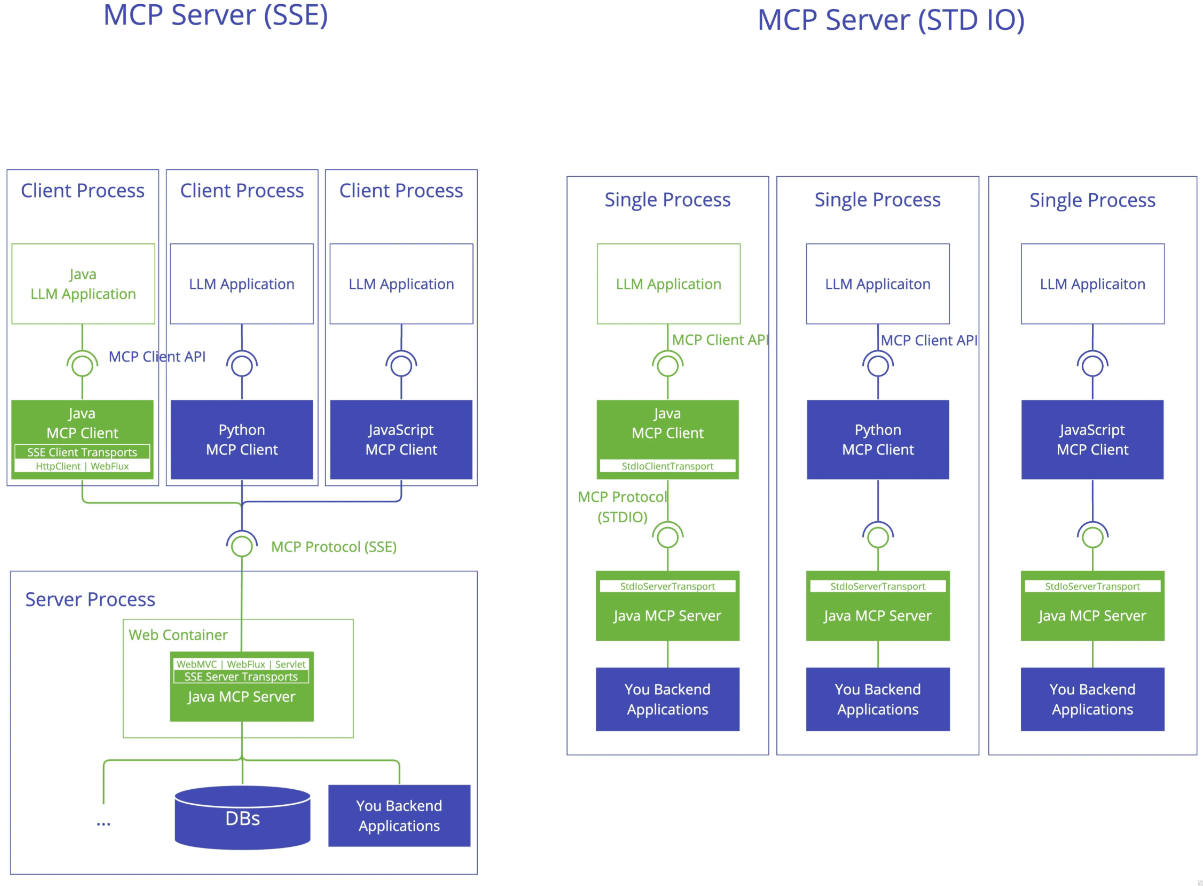 MCP Server (SSE)
Client Process
Client Process
Client Process
Java
LLM Application
LLM Application
LLM Application
MCP Client API
Java
MCP Client
SSE Client Transports
HttpClient | WebFlux
Python
MCP Client
JavaScript
MCP Client
MCP Protocol (SSE)
Server Process
Web Container
WebMVC | WebFlux | Servlet
SSE Server Transports
Java MCP Server
...
DBs
You Backend
Applications
MCP Server (STD IO)
Single Process
LLM Application
MCP Client API
Java
MCP Client
StdIoClientTransport
MCP Protocol
(STDIO)
StdIoServerTransport
Java MCP Server
You Backend
Applications
Single Process
LLM Applicaiton
MCP Client API
Python
MCP Client
StdIoServerTransport
Java MCP Server
You Backend
Applications
Single Process
LLM Applicaiton
JavaScript
MCP Client
StdIoServerTransport
Java MCP Server
You Backend
Applications